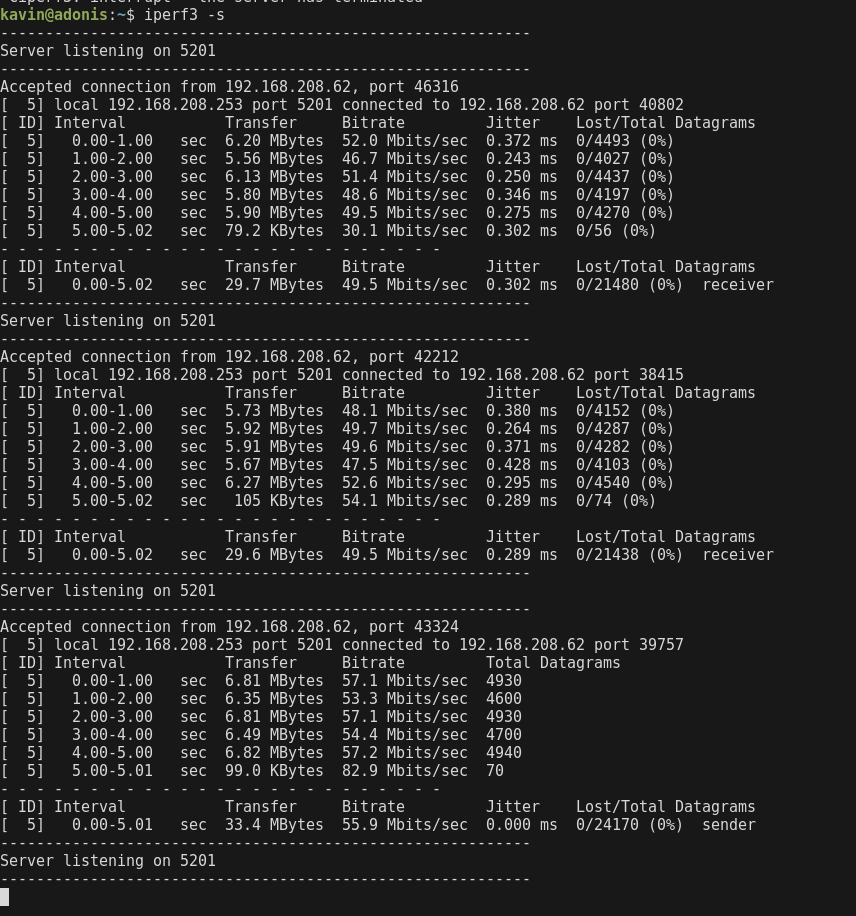 kavin@adonis:~$ iperf3 -s
-----------------------------------------------------------
Server listening on 5201
-----------------------------------------------------------
Accepted connection from 192.168.208.62, port 46316
[  5] local 192.168.208.253 port 5201 connected to 192.168.208.62 port 40802
[ ID] Interval           Transfer     Bitrate         Jitter    Lost/Total Datagrams
[  5]   0.00-1.00   sec  6.20 MBytes  52.0 Mbits/sec  0.372 ms  0/4493 (0%)
[  5]   1.00-2.00   sec  5.56 MBytes  46.7 Mbits/sec  0.243 ms  0/4027 (0%)
[  5]   2.00-3.00   sec  6.13 MBytes  51.4 Mbits/sec  0.250 ms  0/4437 (0%)
[  5]   3.00-4.00   sec  5.80 MBytes  48.6 Mbits/sec  0.346 ms  0/4197 (0%)
[  5]   4.00-5.00   sec  5.90 MBytes  49.5 Mbits/sec  0.275 ms  0/4270 (0%)
[  5]   5.00-5.02   sec  79.2 KBytes  30.1 Mbits/sec  0.302 ms  0/56 (0%)
- - - - - - - - - - - - - - - - - - - - - - - - -
[ ID] Interval           Transfer     Bitrate         Jitter    Lost/Total Datagrams
[  5]   0.00-5.02   sec  29.7 MBytes  49.5 Mbits/sec  0.302 ms  0/21480 (0%)  receiver
-----------------------------------------------------------
Server listening on 5201
-----------------------------------------------------------
Accepted connection from 192.168.208.62, port 42212
[  5] local 192.168.208.253 port 5201 connected to 192.168.208.62 port 38415
[ ID] Interval           Transfer     Bitrate         Jitter    Lost/Total Datagrams
[  5]   0.00-1.00   sec  5.73 MBytes  48.1 Mbits/sec  0.380 ms  0/4152 (0%)
[  5]   1.00-2.00   sec  5.92 MBytes  49.7 Mbits/sec  0.264 ms  0/4287 (0%)
[  5]   2.00-3.00   sec  5.91 MBytes  49.6 Mbits/sec  0.371 ms  0/4282 (0%)
[  5]   3.00-4.00   sec  5.67 MBytes  47.5 Mbits/sec  0.428 ms  0/4103 (0%)
[  5]   4.00-5.00   sec  6.27 MBytes  52.6 Mbits/sec  0.295 ms  0/4540 (0%)
[  5]   5.00-5.02   sec   105 KBytes  54.1 Mbits/sec  0.289 ms  0/74 (0%)
- - - - - - - - - - - - - - - - - - - - - - - - -
[ ID] Interval           Transfer     Bitrate         Jitter    Lost/Total Datagrams
[  5]   0.00-5.02   sec  29.6 MBytes  49.5 Mbits/sec  0.289 ms  0/21438 (0%)  receiver
-----------------------------------------------------------
Server listening on 5201
-----------------------------------------------------------
Accepted connection from 192.168.208.62, port 43324
[  5] local 192.168.208.253 port 5201 connected to 192.168.208.62 port 39757
[ ID] Interval           Transfer     Bitrate         Total Datagrams
[  5]   0.00-1.00   sec  6.81 MBytes  57.1 Mbits/sec  4930
[  5]   1.00-2.00   sec  6.35 MBytes  53.3 Mbits/sec  4600
[  5]   2.00-3.00   sec  6.81 MBytes  57.1 Mbits/sec  4930
[  5]   3.00-4.00   sec  6.49 MBytes  54.4 Mbits/sec  4700
[  5]   4.00-5.00   sec  6.82 MBytes  57.2 Mbits/sec  4940
[  5]   5.00-5.01   sec  99.0 KBytes  82.9 Mbits/sec  70
- - - - - - - - - - - - - - - - - - - - - - - - -
[ ID] Interval           Transfer     Bitrate         Jitter    Lost/Total Datagrams
[  5]   0.00-5.01   sec  33.4 MBytes  55.9 Mbits/sec  0.000 ms  0/24170 (0%)  sender
-----------------------------------------------------------
Server listening on 5201
-----------------------------------------------------------